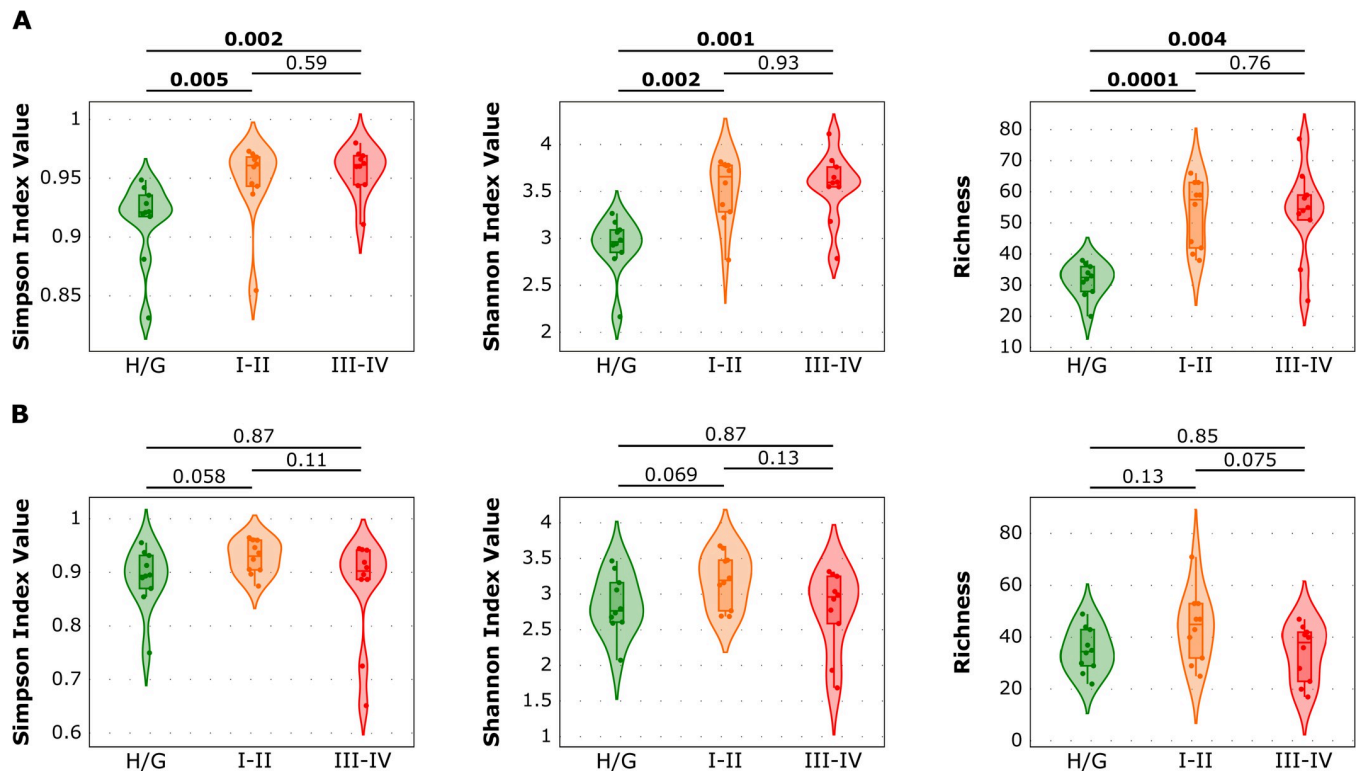 A
0.002
0.59
0.005
Simpson Index Value
1
0.95
0.9
0.85
H/G
I-II
III-IV
0.001
0.93
0.002
Shannon Index Value
4
3.5
3
2.5
2
H/G
I-II
III-IV
0.004
0.76
0.0001
Richness
80
70
60
50
40
30
20
10
H/G
I-II
III-IV
B
0.87
0.11
0.058
Simpson Index Value
1
0.9
0.8
0.7
0.6
H/G
I-II
III-IV
0.87
0.13
0.069
Shannon Index Value
4
3.5
3
2.5
2
1.5
1
H/G
I-II
III-IV
0.85
0.075
0.13
Richness
80
60
40
20
0
H/G
I-II
III-IV